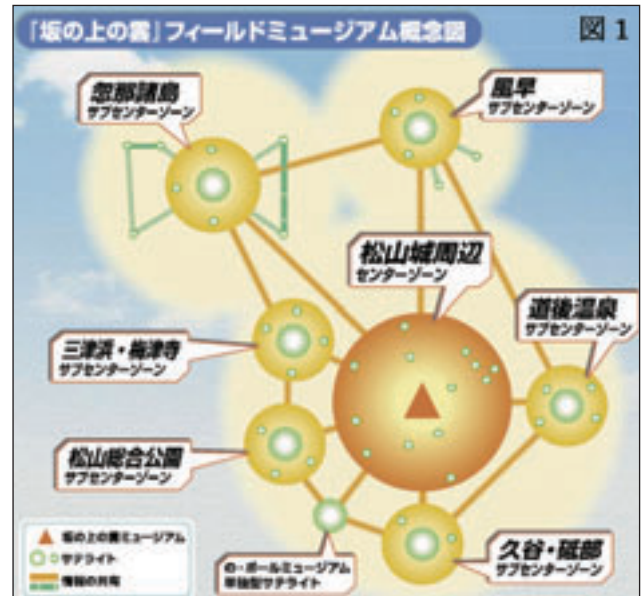 『坂の上の雲』フィールドミュージアム概念図
図 1
忽那諸島
サブセンターゾーン
風早
サブセンターゾーン
松山城周辺
センターゾーン
道後温泉
サブセンターゾーン
三津浜・梅津寺
サブセンターゾーン
松山総合公園
サブセンターゾーン
久谷・砥部
サブセンターゾーン
の・ボールミュージアム
単独型サテライト
坂の上の雲ミュージアム
サテライト
情報の共有